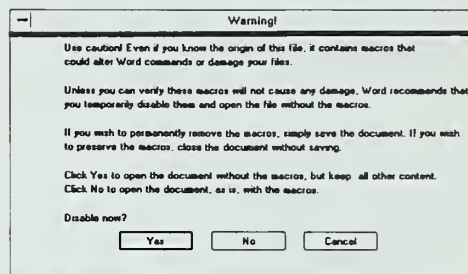 Warning!
Use caution! Even if you know the origin of this file, it contains macros that
could alter Word commands or damage your files.
Unless you can verify these macros will not cause any damage, Word recommends that
you temporarily disable them and open the file without the macros.
If you wish to permanently remove the macros, simply save the document. If you wish
to preserve the macros, close the document without saving.
Click Yes to open the document without the macros, but keep all other content.
Click No to open the document, as is, with the macros.
Disable now?
Yes No Cancel